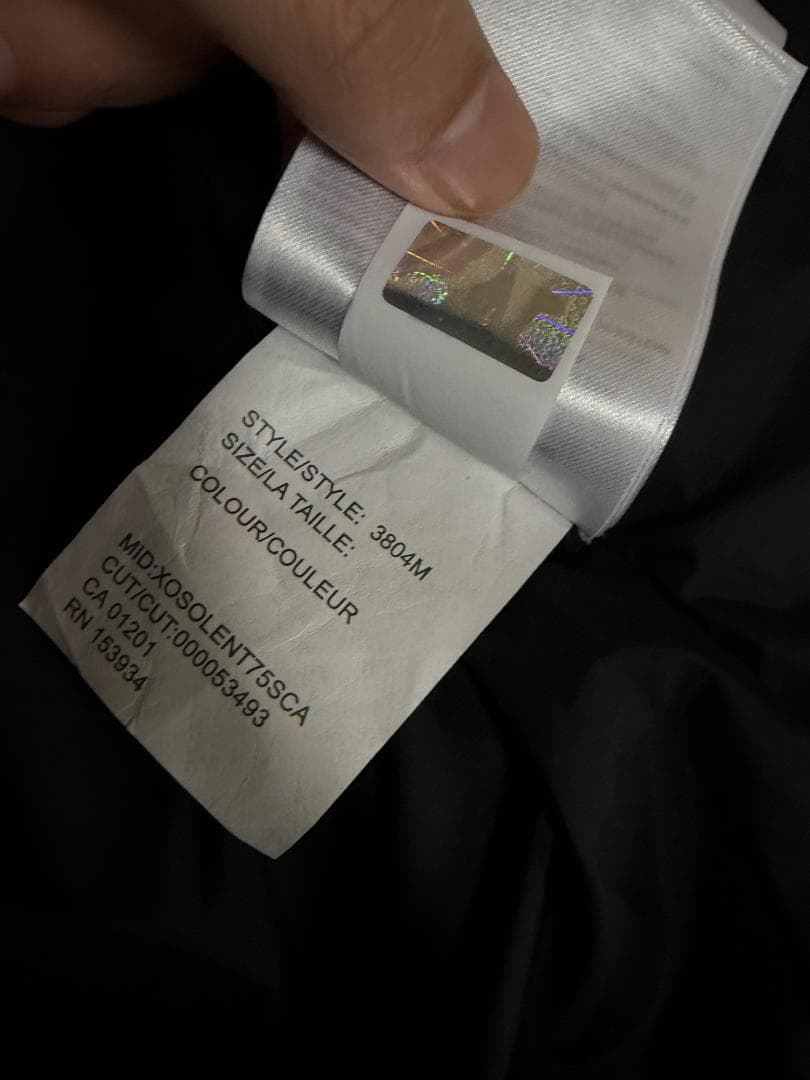 STYLE/STYLE: 3804M
SIZE/LA TAILLE:
COLOUR/COULEUR
MID:XOSOLENT75SCA
CUT/CUT:000053493
CA 01201
RN 153934